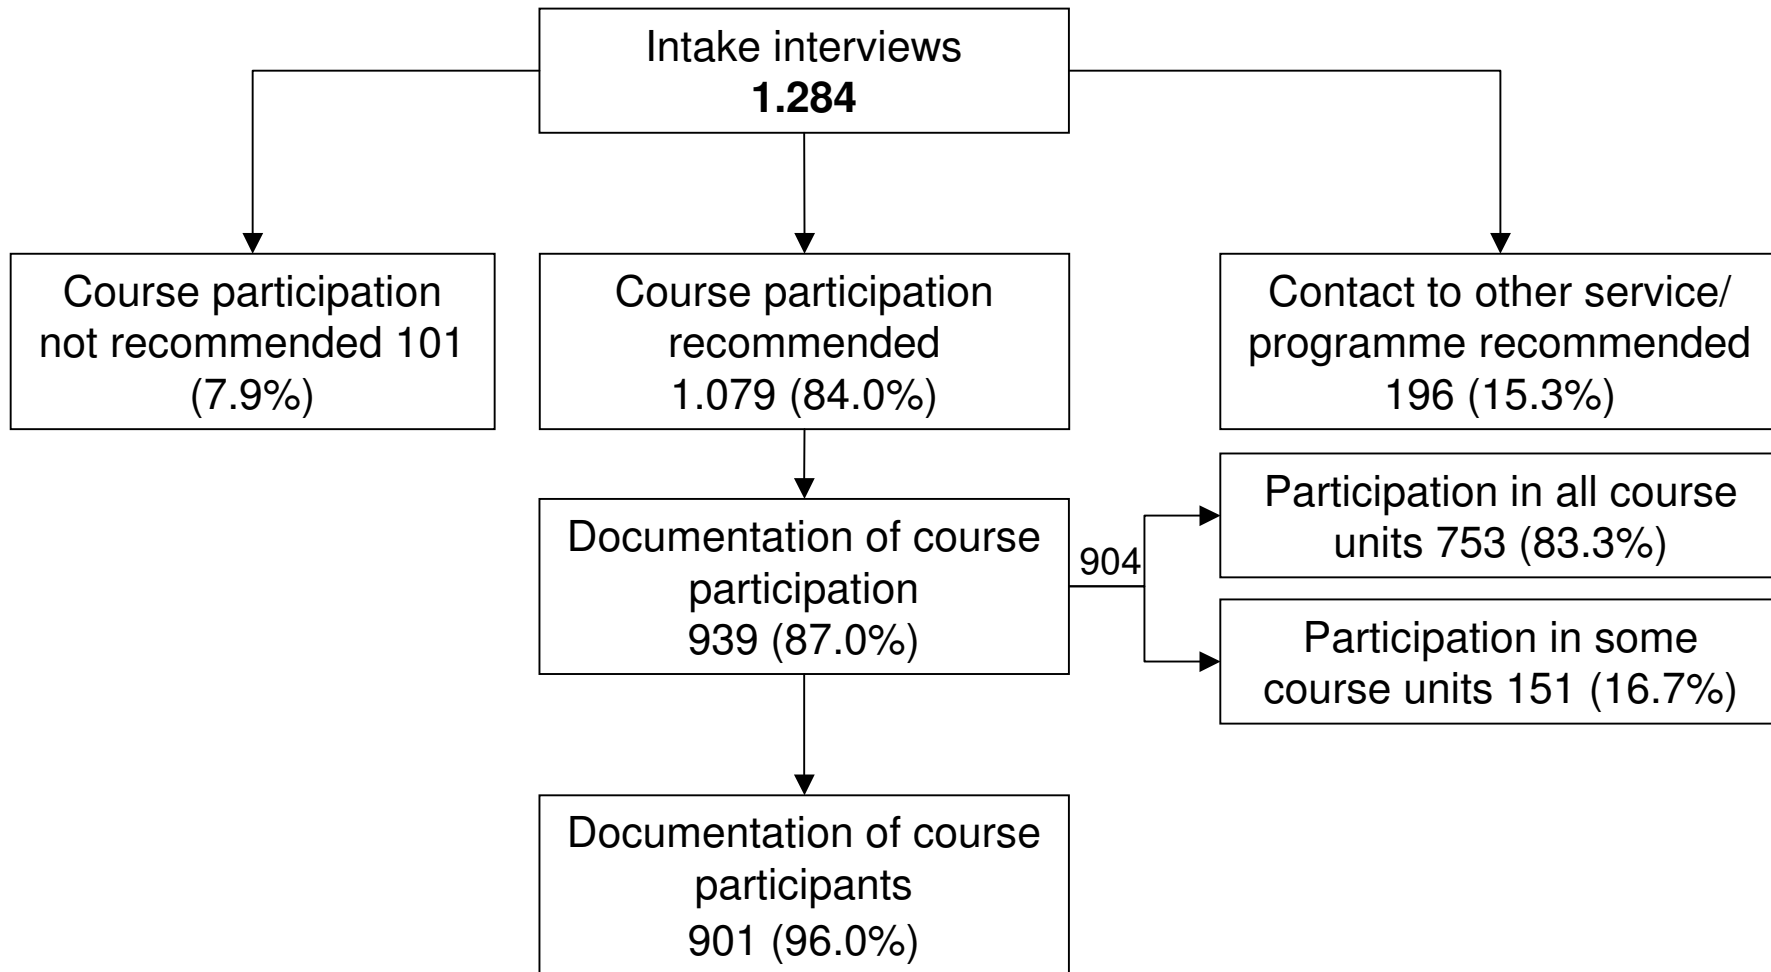 Intake interviews
1.284
Course participation
not recommended 101
(7.9%)
Course participation
recommended
1.079 (84.0%)
Contact to other service/
programme recommended
196 (15.3%)
Documentation of course
participation
939 (87.0%)
904
Participation in all course
units 753 (83.3%)
Participation in some
course units 151 (16.7%)
Documentation of course
participants
901 (96.0%)